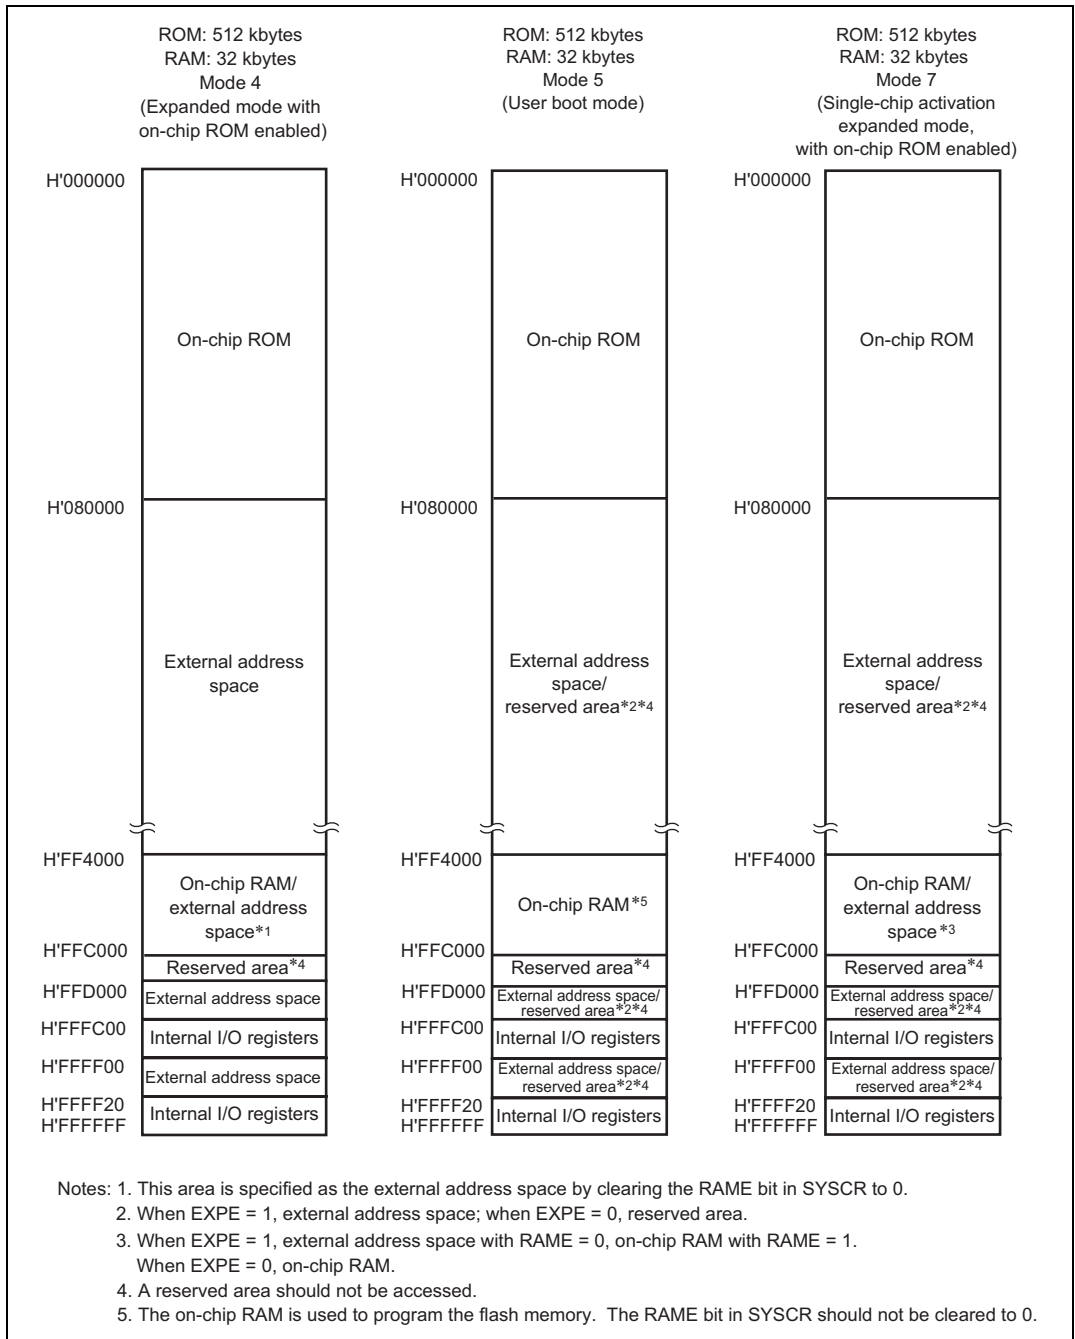 ROM: 512 kbytes
RAM: 32 kbytes
Mode 4
(Expanded mode with
on-chip ROM enabled)
H'000000
On-chip ROM
H'080000
External address
space
H'FF4000
On-chip RAM/
external address
space*1
H'FFC000
Reserved area*4
H'FFD000
External address space
H'FFFC00
Internal I/O registers
H'FFFF00
External address space
H'FFFF20
Internal I/O registers
H'FFFFFF
ROM: 512 kbytes
RAM: 32 kbytes
Mode 5
(User boot mode)
H'000000
On-chip ROM
H'080000
External address
space/
reserved area*2*4
H'FF4000
On-chip RAM*5
H'FFC000
Reserved area*4
H'FFD000
External address space/
reserved area*2*4
H'FFFC00
Internal I/O registers
H'FFFF00
External address space/
reserved area*2*4
H'FFFF20
Internal I/O registers
H'FFFFFF
ROM: 512 kbytes
RAM: 32 kbytes
Mode 7
(Single-chip activation
expanded mode,
with on-chip ROM enabled)
H'000000
On-chip ROM
H'080000
External address
space/
reserved area*2*4
H'FF4000
On-chip RAM/
external address
space*3
H'FFC000
Reserved area*4
H'FFD000
External address space/
reserved area*2*4
H'FFFC00
Internal I/O registers
H'FFFF00
External address space/
reserved area*2*4
H'FFFF20
Internal I/O registers
H'FFFFFF
Notes: 1. This area is specified as the external address space by clearing the RAME bit in SYSCR to 0.
2. When EXPE = 1, external address space; when EXPE = 0, reserved area.
3. When EXPE = 1, external address space with RAME = 0, on-chip RAM with RAME = 1.
When EXPE = 0, on-chip RAM.
4. A reserved area should not be accessed.
5. The on-chip RAM is used to program the flash memory. The RAME bit in SYSCR should not be cleared to 0.